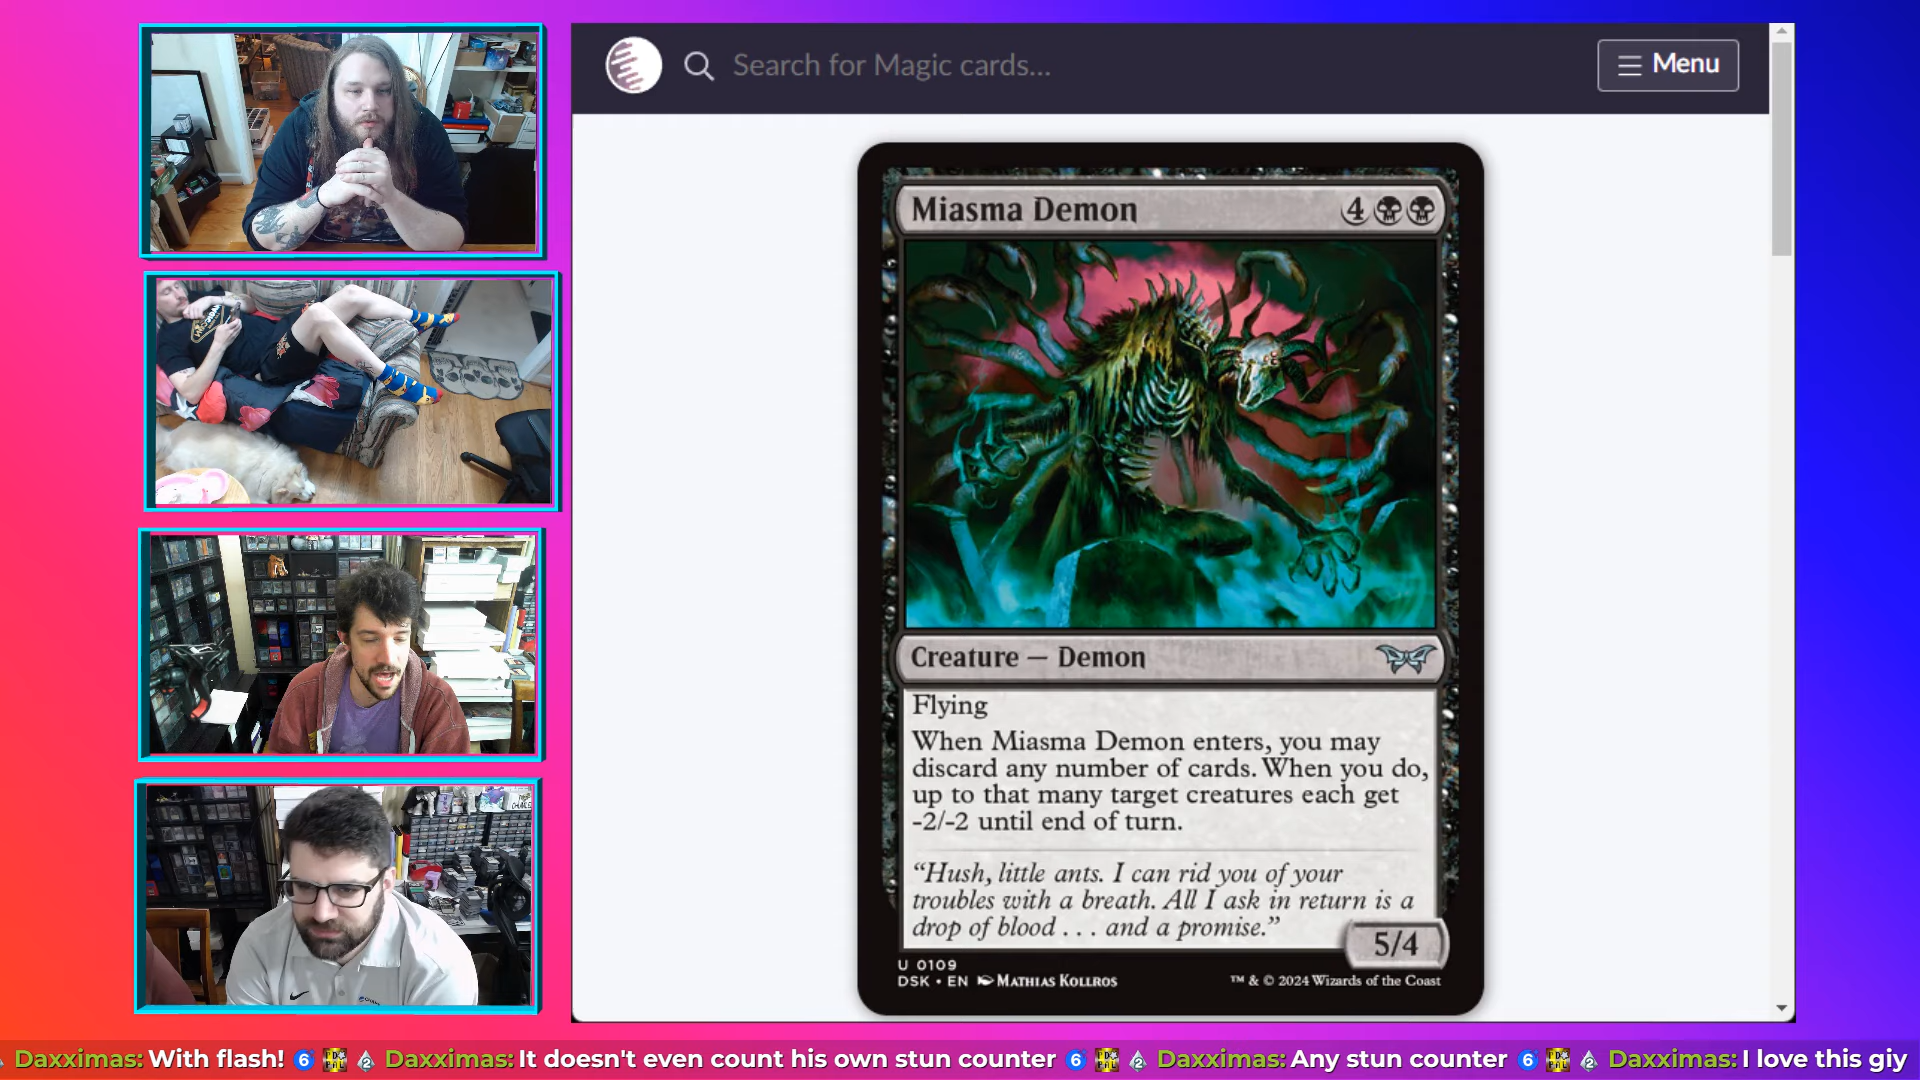 Search for Magic cards...
Menu
Miasma Demon 4
Creature — Demon
Flying
When Miasma Demon enters, you may
discard any number of cards. When you do,
up to that many target creatures each get
-2/-2 until end of turn.
“Hush, little ants. I can rid you of your
troubles with a breath. All I ask in return is a
drop of blood . . . and a promise.”
5/4
U 0109
DSK • EN MATHIAS KOLLROS
™ & © 2024 Wizards of the Coast
Daxximas: With flash! 6 2 Daxximas: It doesn't even count his own stun counter 6 2 Daxximas: Any stun counter 6 2 Daxximas: I love this giy